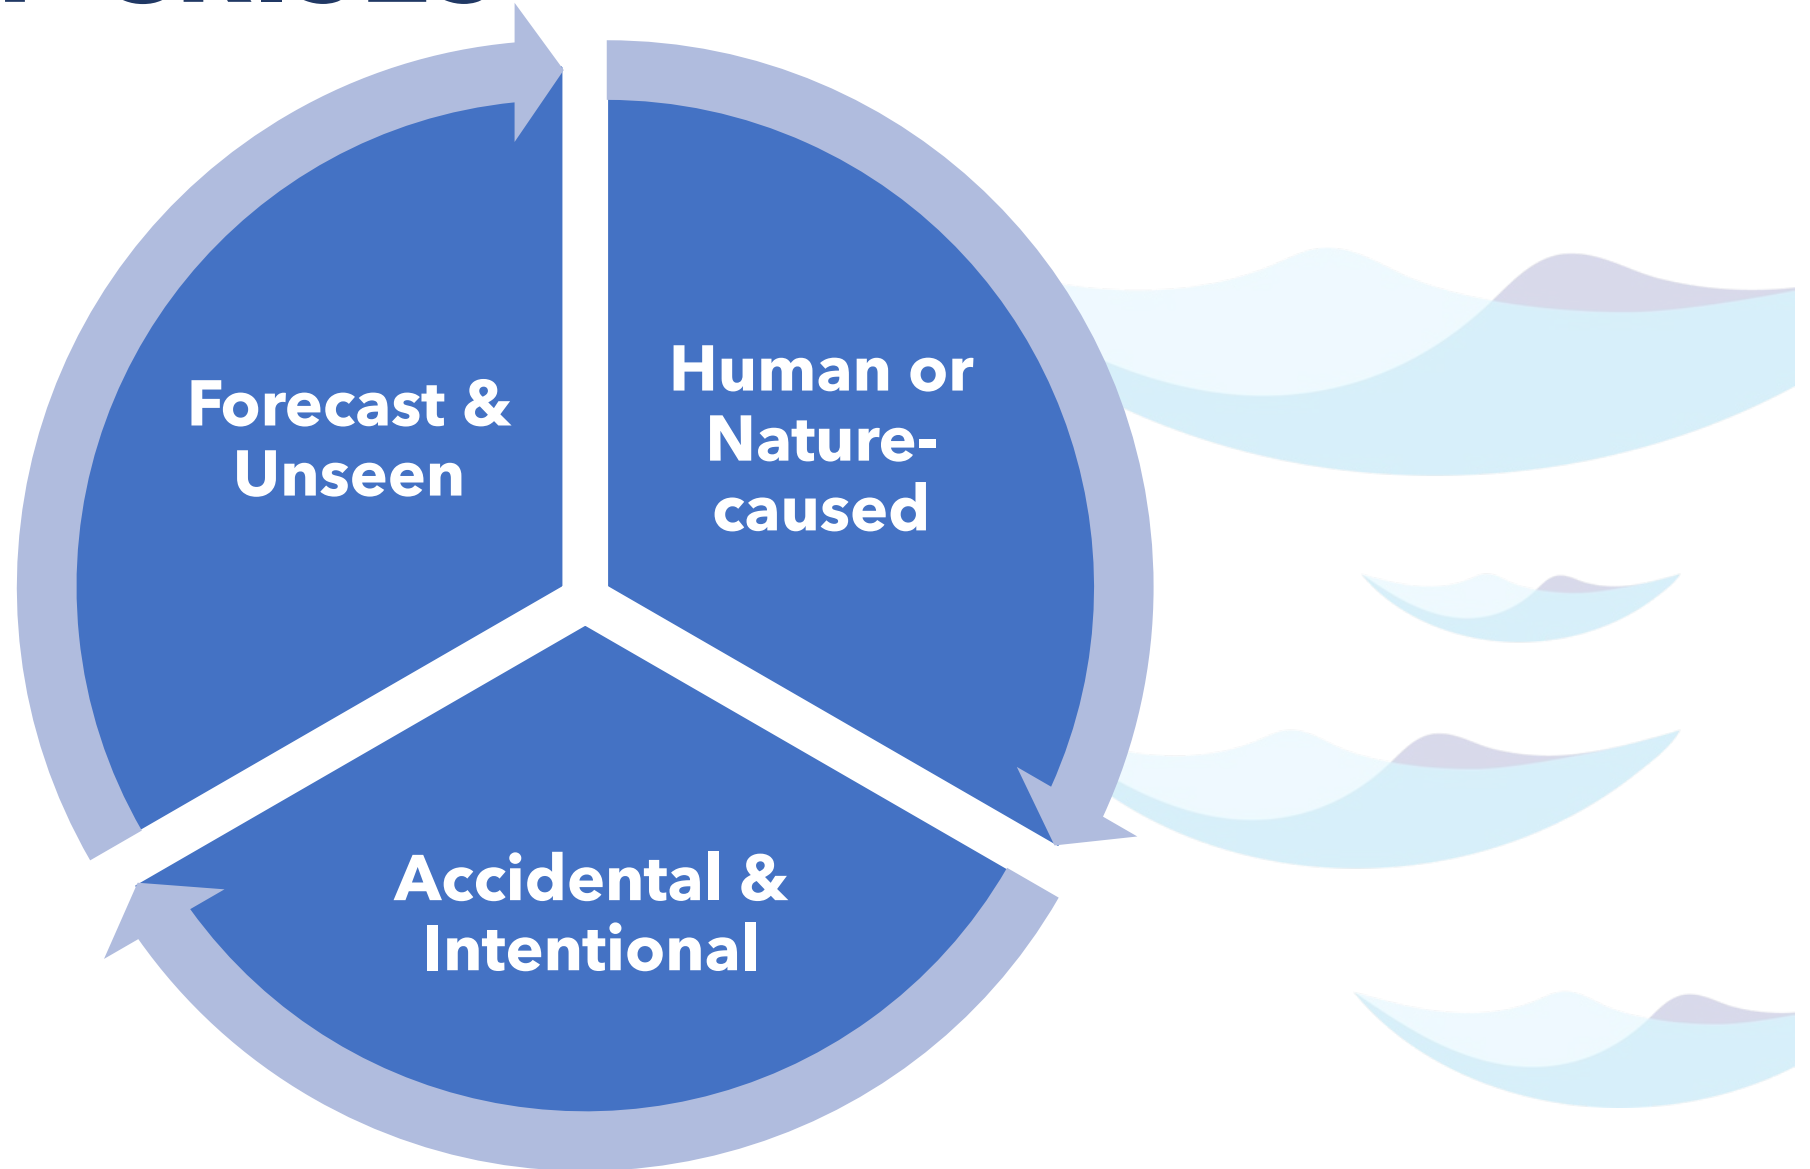 Forecast &
Unseen
Human or
Nature-
caused
Accidental &
Intentional